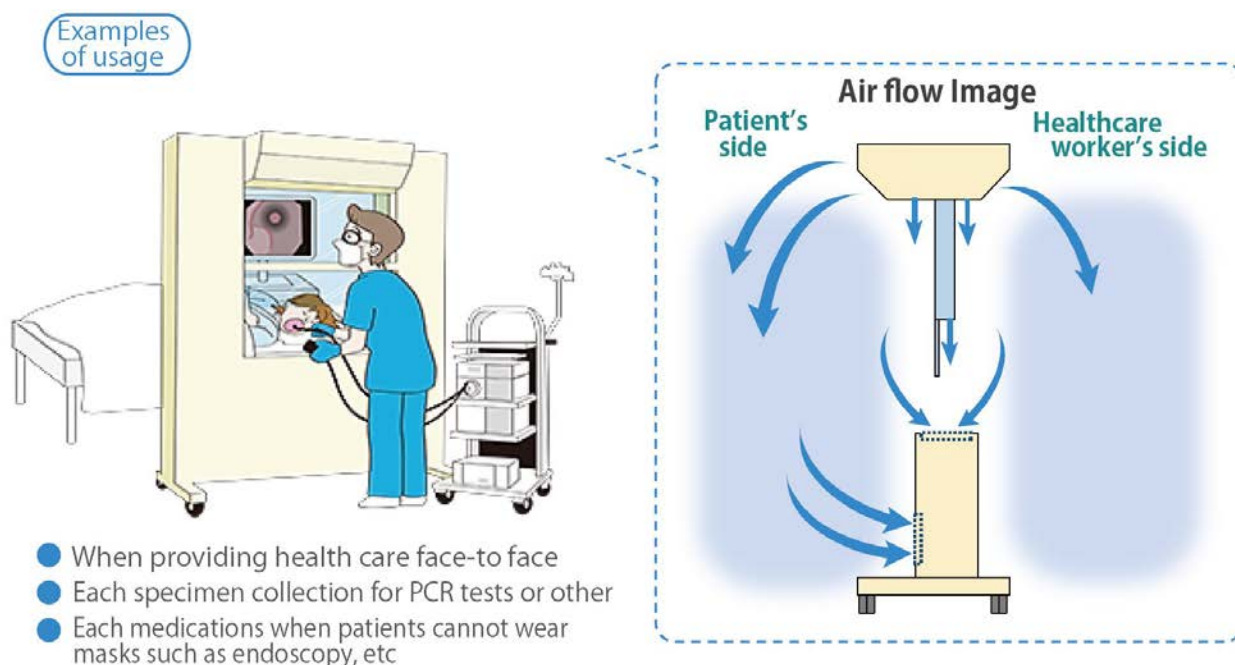 Examples
of usage
Air flow Image
Patient's
side
Healthcare
worker's side
When providing health care face-to face
Each specimen collection for PCR tests or other
Each medications when patients cannot wear
masks such as endoscopy, etc